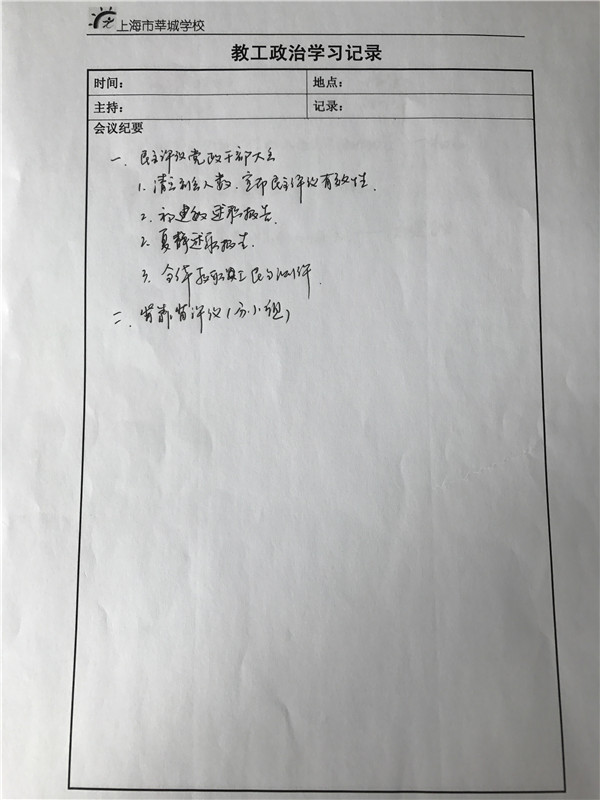 上海市莘城学校
教工政治学习记录
时间： 地点：
主持： 记录：
会议纪要
一、民主评议党政干部大会
1. 清点到会人数，宣布民主评议有效性.
2. 述职报告.
2. 夏静述职报告.
3. 全体教职员工民主测评.
二、评议（分小组）